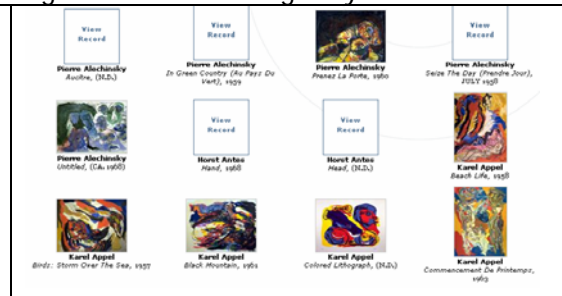 View
Record
View
Record
View
Record
Pierre Alechinsky
(N.D.)
Pierre Alechinsky
In Green Country (Au Pays Du
Vert), 1959
Pierre Alechinsky
Prenez La Porte, 1960
Pierre Alechinsky
Seize The Day (Prendre Jour),
JULY 1958
View
Record
View
Record
Pierre Alechinsky
Untitled, (CA. 1968)
Horst Antes
Hand, 1968
Horst Antes
Head, (N.D.)
Karel Appel
Beach Life, 1958
Karel Appel
Birds: Storm Over The Sea, 1957
Karel Appel
Black Mountain, 1961
Karel Appel
Colored Lithograph, (N.D.)
Karel Appel
Commencement De Printemps,
1963